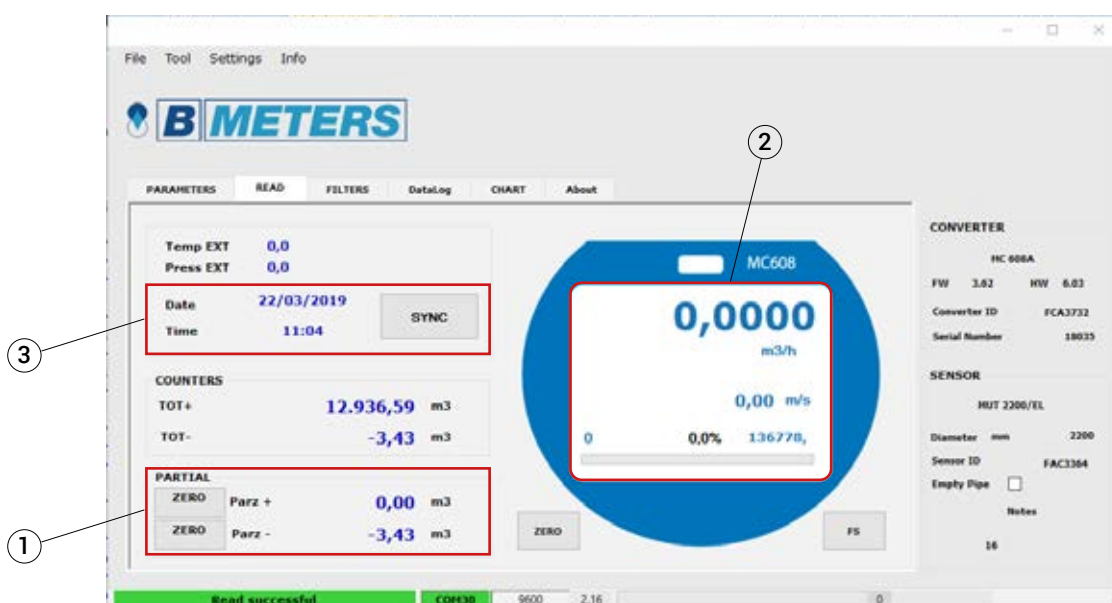 File Tool Settings Info
B METERS
2
PARAMETERS READ FILTERS DataLog CHART About
Temp EXT 0,0
Press EXT 0,0
Date 22/03/2019
Time 11:04
SYNC
3
COUNTERS
TOT+ 12.936,59 m3
TOT- -3,43 m3
PARTIAL
ZERO Parz + 0,00 m3
ZERO Parz - -3,43 m3
1
MC608
0,0000
m3/h
0,00 m/s
0 0,0% 136778,
ZERO FS
CONVERTER
MC 608A
FW 3.62 HW 6.03
Converter ID FCA3732
Serial Number 18035
SENSOR
MUT 2200/EL
Diameter mm 2200
Sensor ID FAC3364
Empty Pipe
Notes
16
Read successful COM30 9600 2.16 0